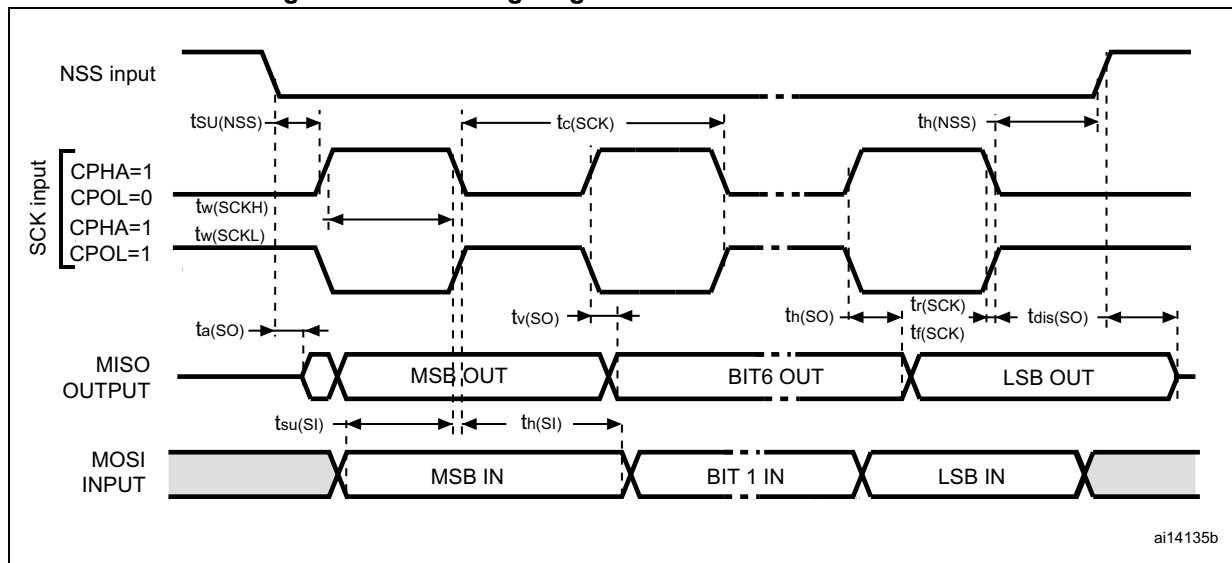 NSS input
tSU(NSS)
tc(SCK)
th(NSS)
SCK input
CPHA=1
CPOL=0
CPHA=1
CPOL=1
tw(SCKH)
tw(SCKL)
ta(SO)
tv(SO)
th(SO)
tr(SCK)
tf(SCK)
tdis(SO)
MISO
OUTPUT
MSB OUT
BIT6 OUT
LSB OUT
tsu(SI)
th(SI)
MOSI
INPUT
MSB IN
BIT 1 IN
LSB IN
ai14135b